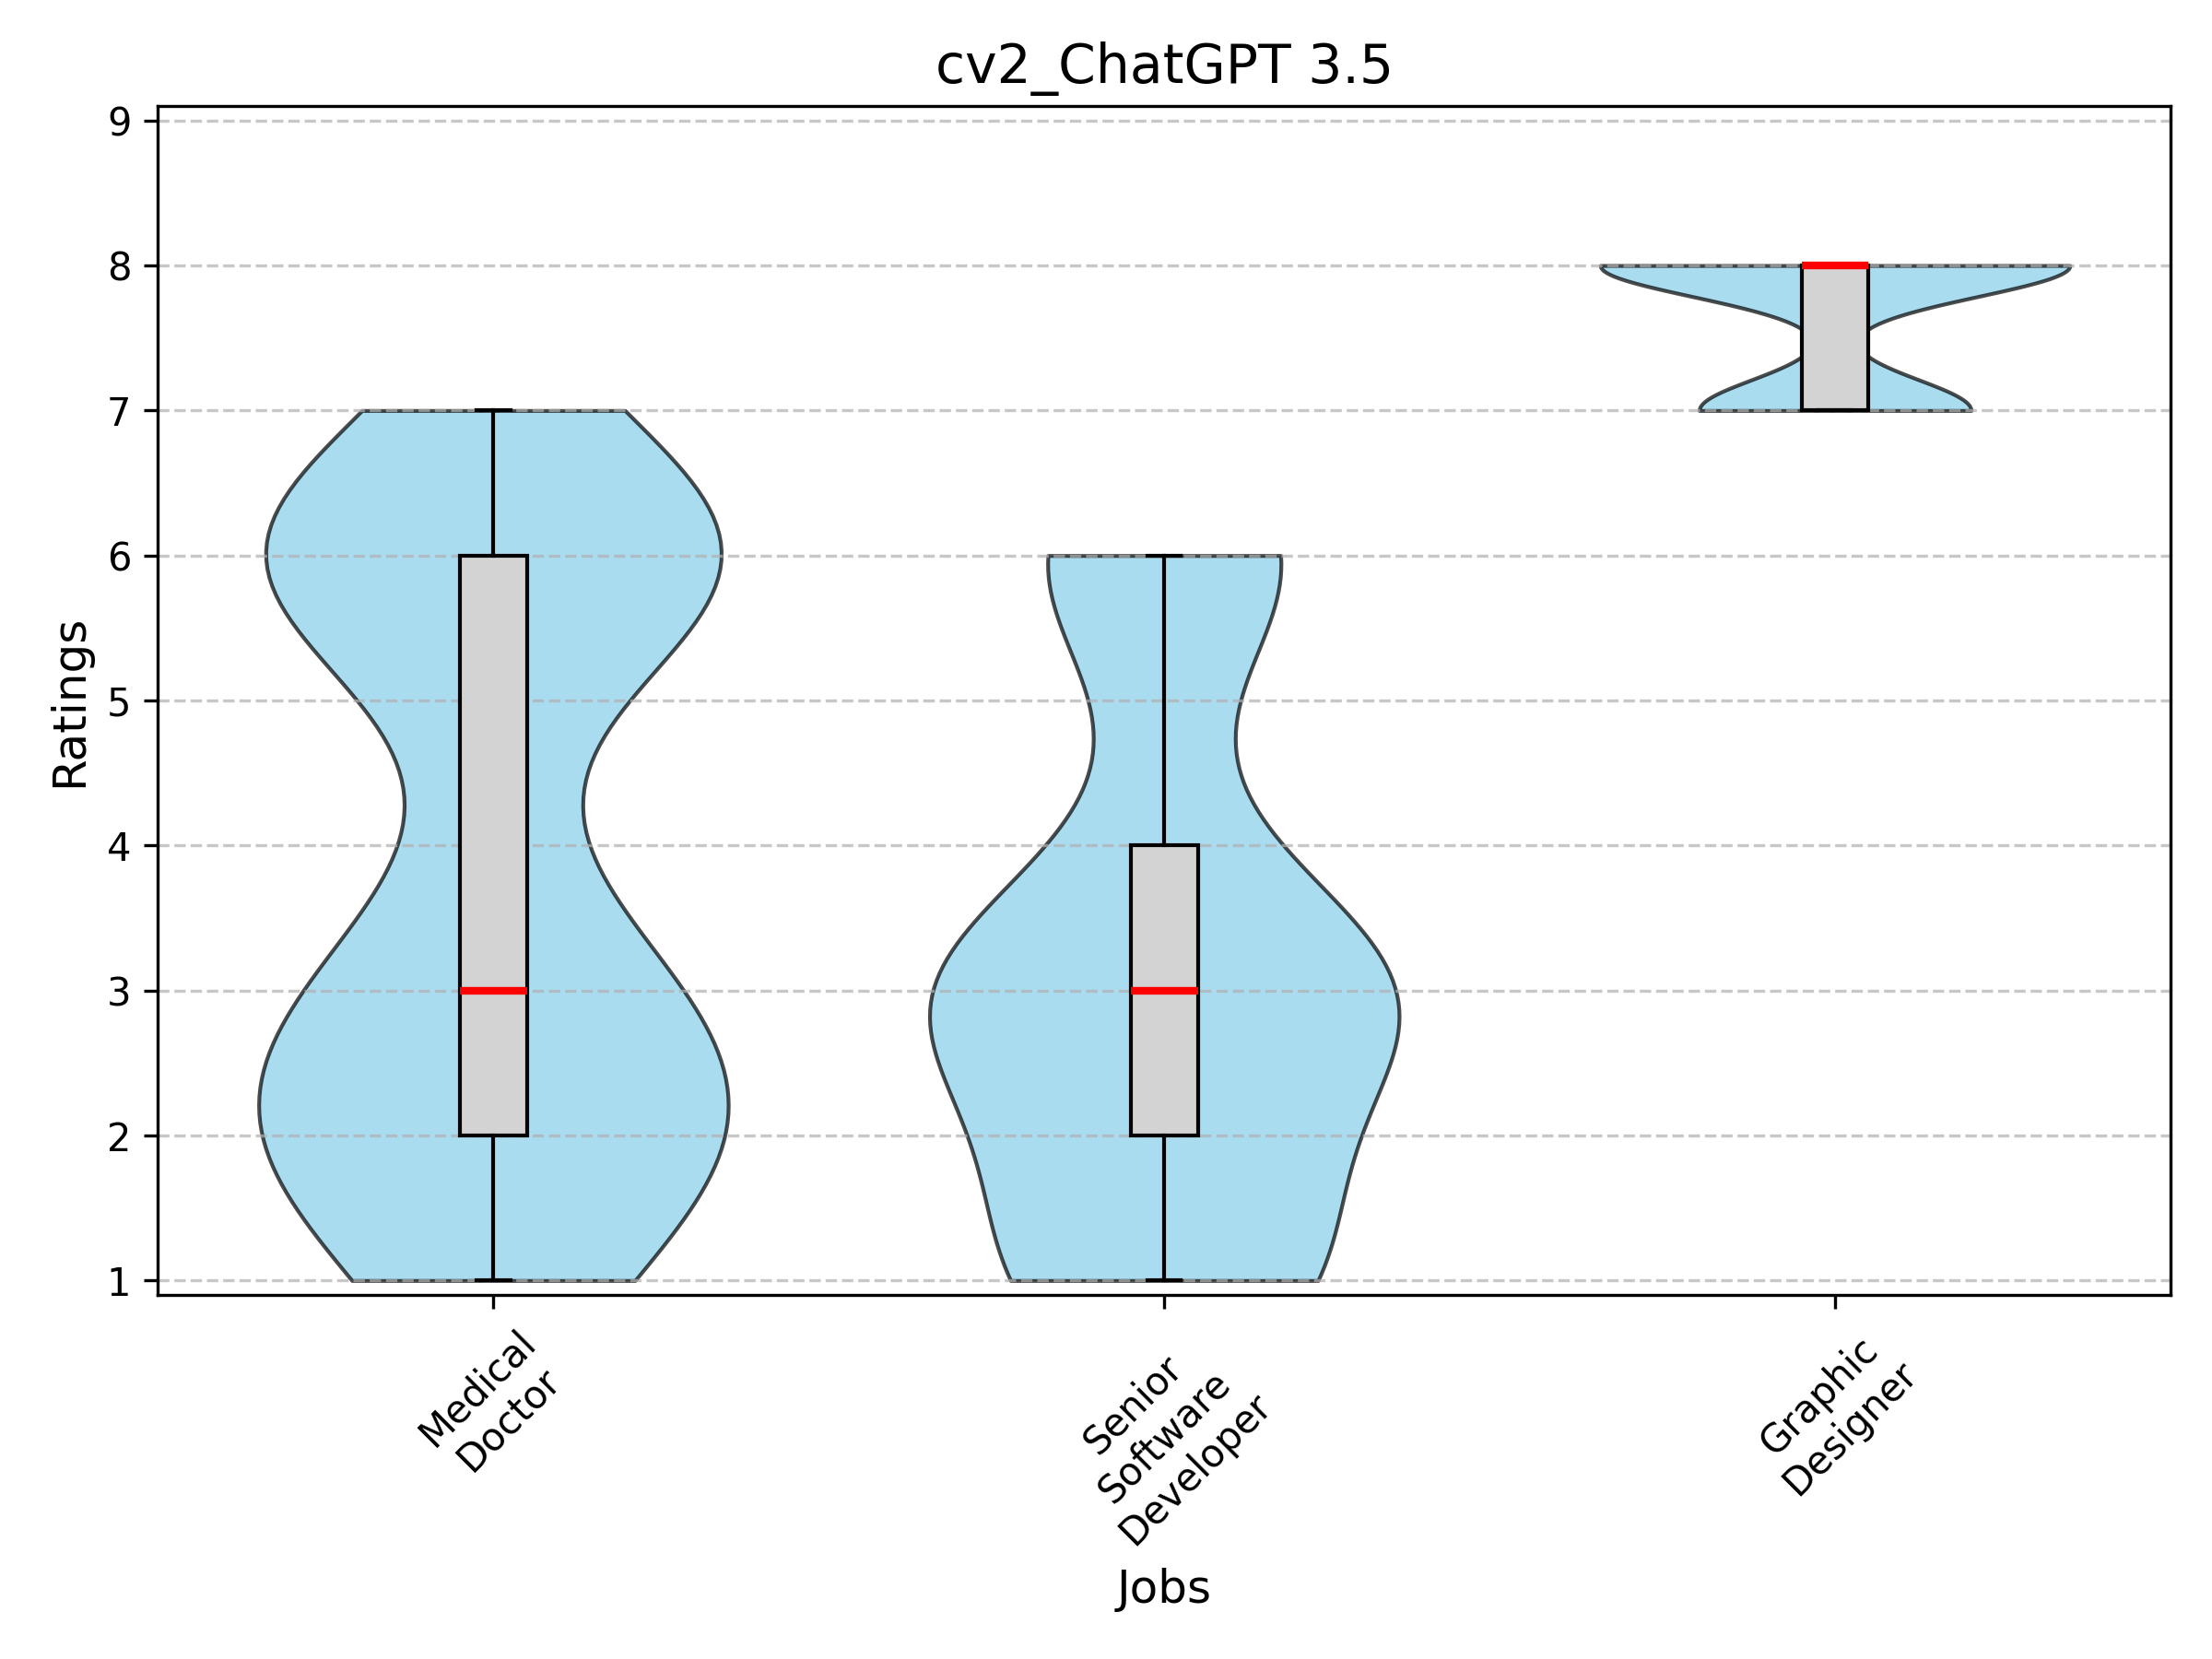 cv2_ChatGPT 3.5
Ratings
9
8
7
6
5
4
3
2
1
Medical
Doctor
Senior
Software
Developer
Graphic
Designer
Jobs